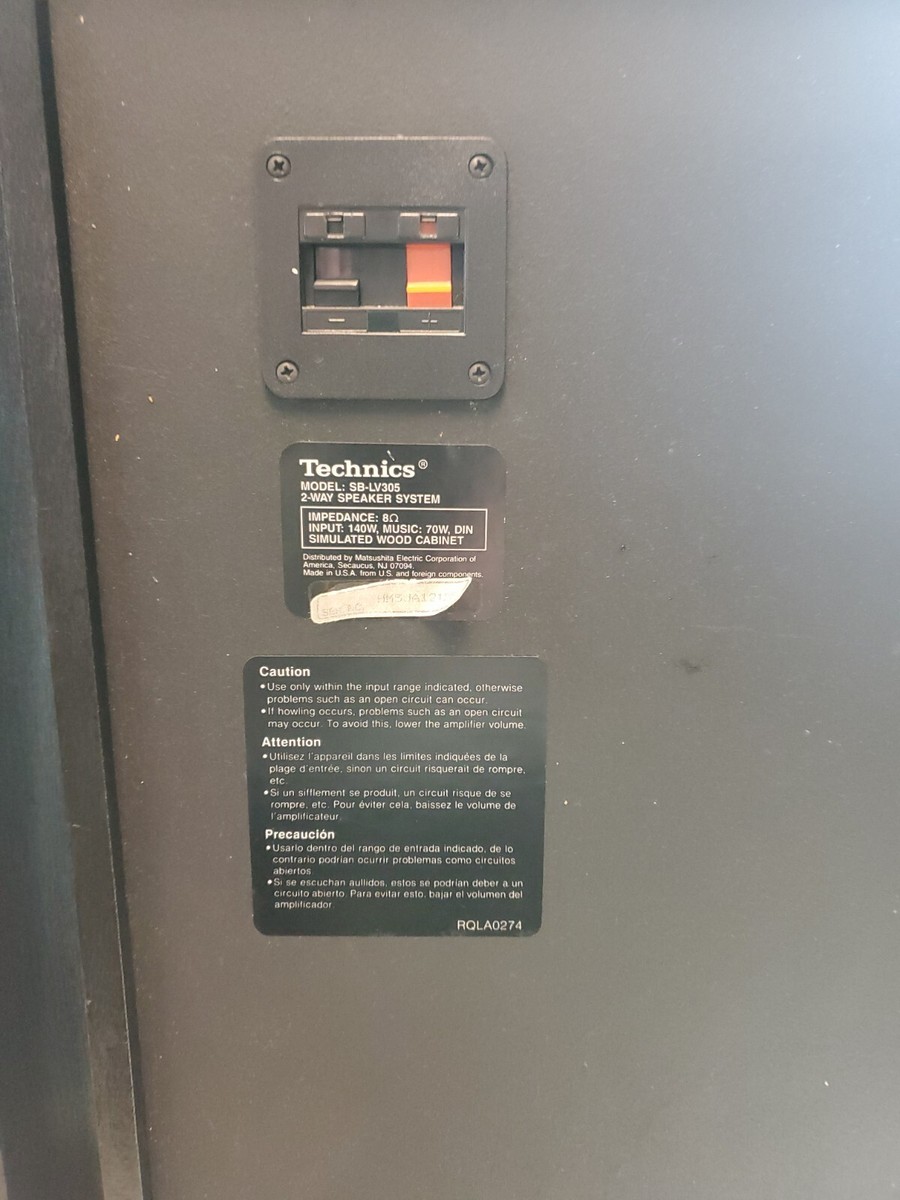 − +
Technics®
MODEL: SB-LV305
2-WAY SPEAKER SYSTEM
IMPEDANCE: 8Ω
INPUT: 140W, MUSIC: 70W, DIN
SIMULATED WOOD CABINET
Distributed by Matsushita Electric Corporation of
America, Secaucus, NJ 07094.
Made in U.S.A. from U.S. and foreign components.
Caution
•Use only within the input range indicated, otherwise
problems such as an open circuit can occur.
•If howling occurs, problems such as an open circuit
may occur. To avoid this, lower the amplifier volume.
Attention
•Utilisez l'appareil dans les limites indiquées de la
plage d'entrée, sinon un circuit risquerait de rompre,
etc.
•Si un sifflement se produit, un circuit risque de se
rompre, etc. Pour éviter cela, baissez le volume de
l'amplificateur.
Precaución
•Usarlo dentro del rango de entrada indicado, de lo
contrario podrían ocurrir problemas como circuitos
abiertos.
•Si se escuchan aullidos, estos se podrían deber a un
circuito abierto. Para evitar esto, bajar el volumen del
amplificador.
RQLA0274